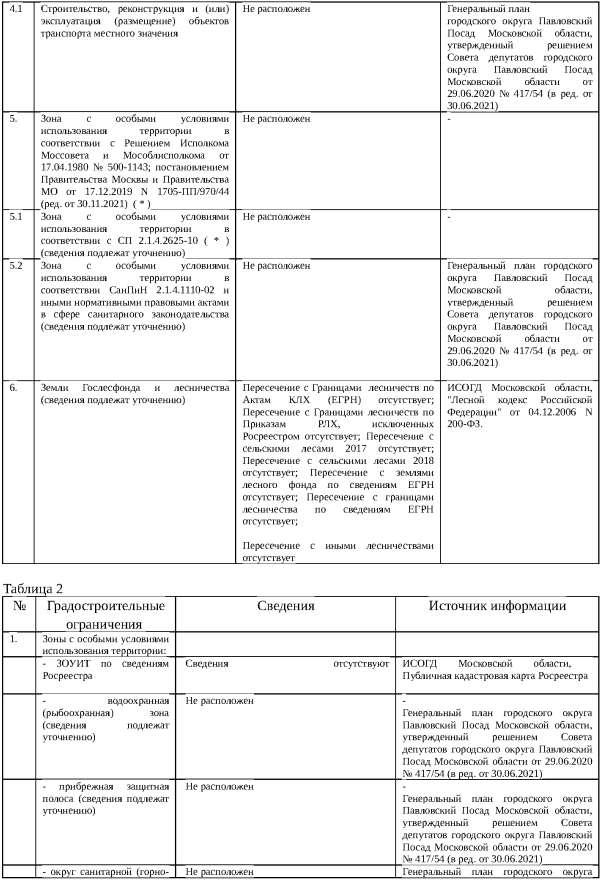 4.1
Строительство, реконструкция и (или)
эксплуатация (размещение) объектов
транспорта местного значения
Не расположен
Генеральный план
городского округа Павловский
Посад Московской области,
утвержденный решением
Совета депутатов городского
округа Павловский Посад
Московской области от
29.06.2020 № 417/54 (в ред. от
30.06.2021)
5.
Зона с особыми условиями
использования территории в
соответствии с Решением Исполкома
Моссовета и Мособлисполкома от
17.04.1980 № 500-1143; постановлением
Правительства Москвы и Правительства
МО от 17.12.2019 N 1705-ПП/970/44
(ред. от 30.11.2021) ( * )
Не расположен
-
5.1
Зона с особыми условиями
использования территории в
соответствии с СП 2.1.4.2625-10 ( * )
(сведения подлежат уточнению)
Не расположен
-
5.2
Зона с особыми условиями
использования территории в
соответствии СанПиН 2.1.4.1110-02 и
иными нормативными правовыми актами
в сфере санитарного законодательства
(сведения подлежат уточнению)
Не расположен
Генеральный план городского
округа Павловский Посад
Московской области,
утвержденный решением
Совета депутатов городского
округа Павловский Посад
Московской области от
29.06.2020 № 417/54 (в ред. от
30.06.2021)
6.
Земли Гослесфонда и лесничества
(сведения подлежат уточнению)
Пересечение с Границами лесничеств по
Актам КЛХ (ЕГРН) отсутствует;
Пересечение с Границами лесничеств по
Приказам РЛХ, исключенных
Росреестром отсутствует; Пересечение с
сельскими лесами 2017 отсутствует;
Пересечение с сельскими лесами 2018
отсутствует; Пересечение с землями
лесного фонда по сведениям ЕГРН
отсутствует; Пересечение с границами
лесничества по сведениям ЕГРН
отсутствует;
Пересечение с иными лесничествами
отсутствует
ИСОГД Московской области,
"Лесной кодекс Российской
Федерации" от 04.12.2006 N
200-ФЗ.
Таблица 2
№
Градостроительные
ограничения
Сведения
Источник информации
1.
Зоны с особыми условиями
использования территории:
- ЗОУИТ по сведениям
Росреестра
Сведения отсутствуют
ИСОГД Московской области,
Публичная кадастровая карта Росреестра
- водоохранная
(рыбоохранная) зона
(сведения подлежат
уточнению)
Не расположен
-
Генеральный план городского округа
Павловский Посад Московской области,
утвержденный решением Совета
депутатов городского округа Павловский
Посад Московской области от 29.06.2020
№ 417/54 (в ред. от 30.06.2021)
- прибрежная защитная
полоса (сведения подлежат
уточнению)
Не расположен
-
Генеральный план городского округа
Павловский Посад Московской области,
утвержденный решением Совета
депутатов городского округа Павловский
Посад Московской области от 29.06.2020
№ 417/54 (в ред. от 30.06.2021)
- округ санитарной (горно-
Не расположен
Генеральный план городского округа